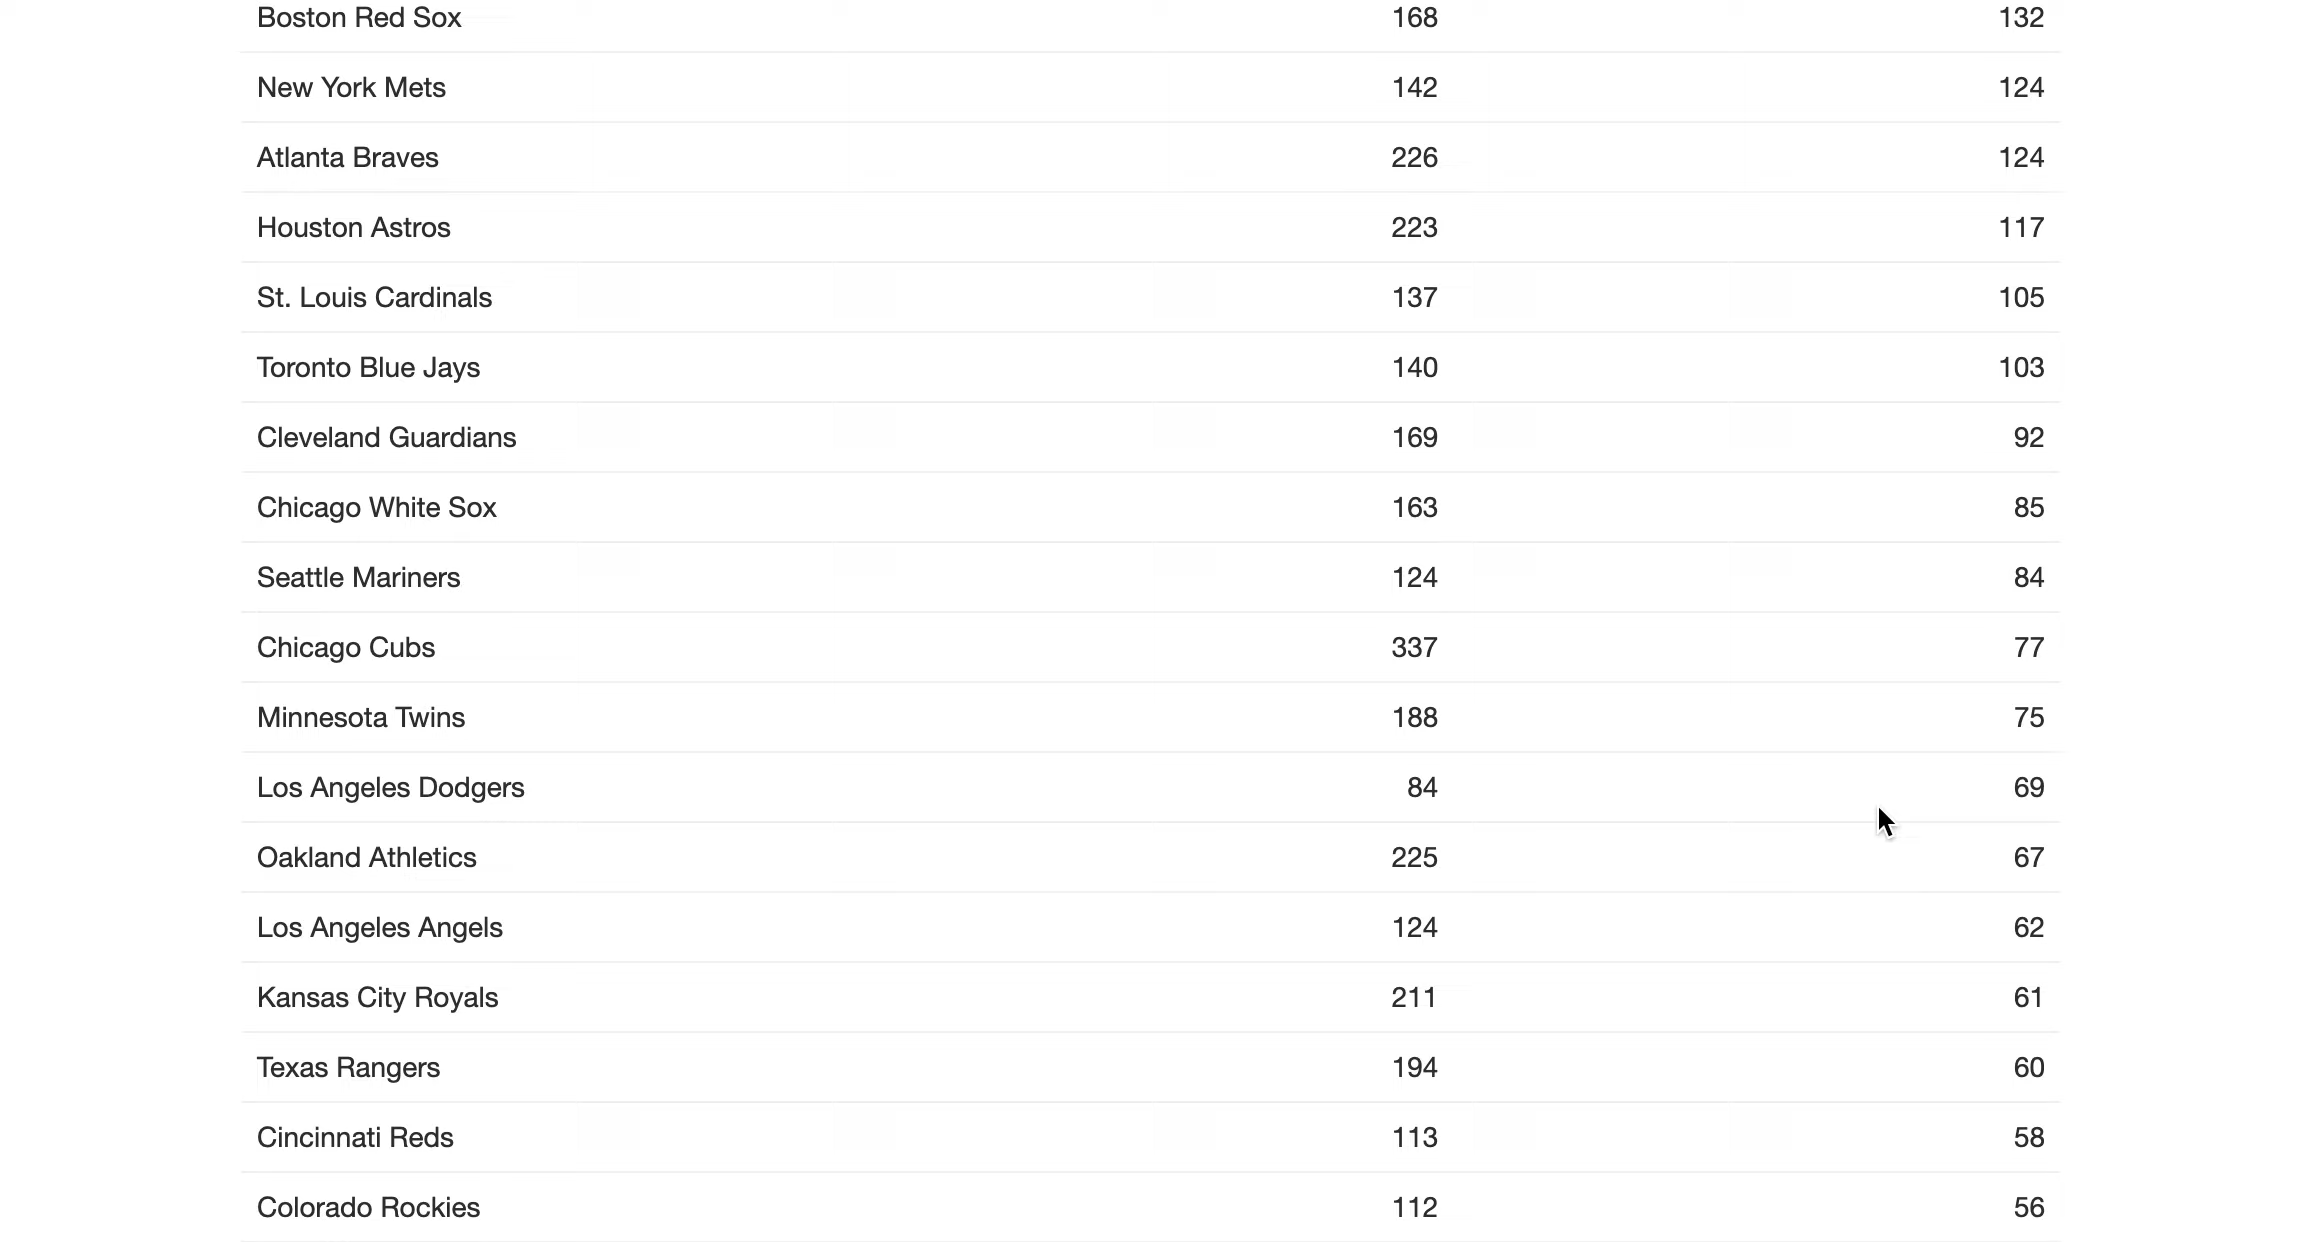 Boston Red Sox 168 132
New York Mets 142 124
Atlanta Braves 226 124
Houston Astros 223 117
St. Louis Cardinals 137 105
Toronto Blue Jays 140 103
Cleveland Guardians 169 92
Chicago White Sox 163 85
Seattle Mariners 124 84
Chicago Cubs 337 77
Minnesota Twins 188 75
Los Angeles Dodgers 84 69
Oakland Athletics 225 67
Los Angeles Angels 124 62
Kansas City Royals 211 61
Texas Rangers 194 60
Cincinnati Reds 113 58
Colorado Rockies 112 56